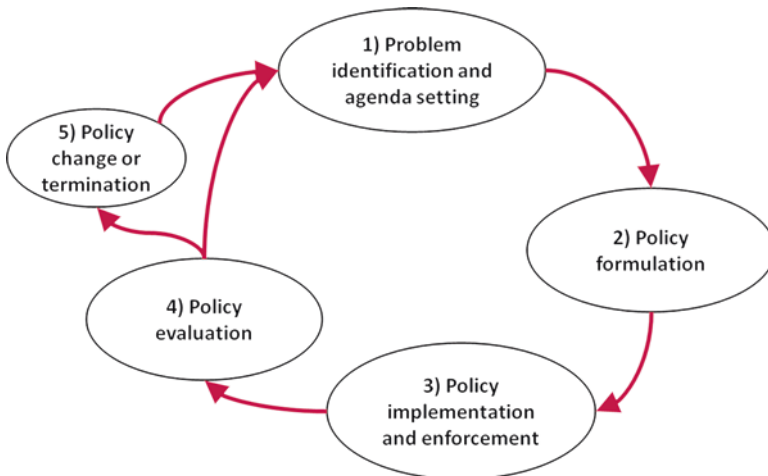 1) Problem
identification and
agenda setting
2) Policy
formulation
3) Policy
implementation
and enforcement
4) Policy
evaluation
5) Policy
change or
termination